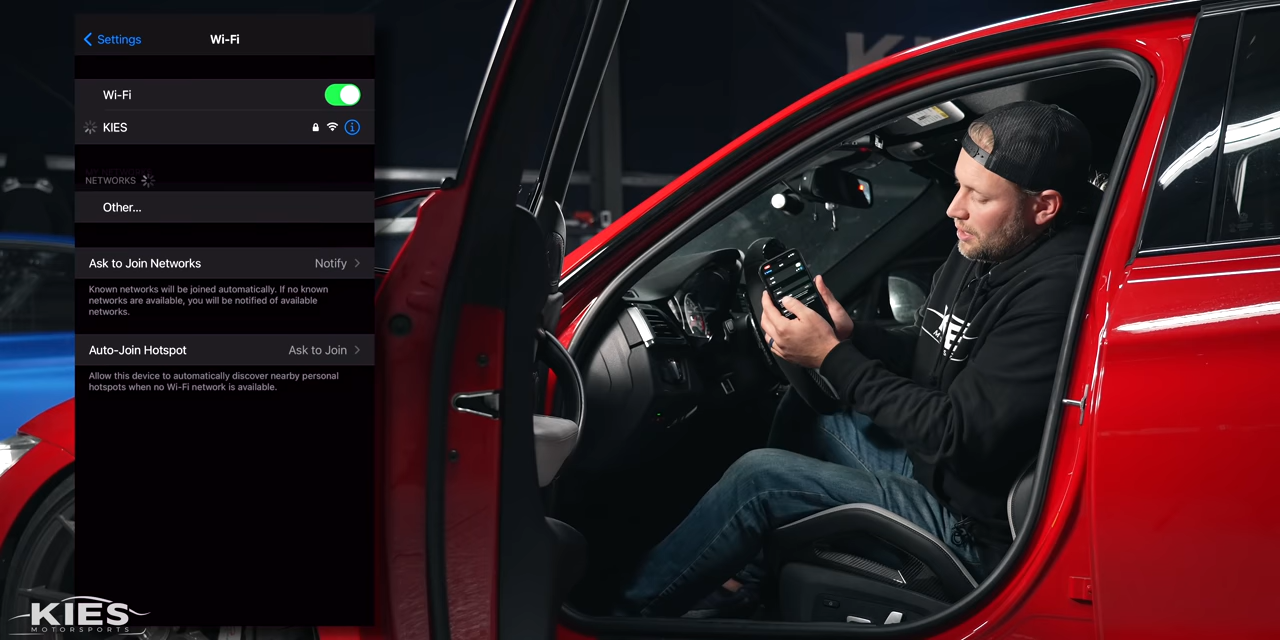 Settings
Wi-Fi
Wi-Fi
KIES
NETWORKS
Other...
Ask to Join Networks
Notify
Known networks will be joined automatically. If no known
networks are available, you will be notified of available
networks.
Auto-Join Hotspot
Ask to Join
Allow this device to automatically discover nearby personal
hotspots when no Wi-Fi network is available.
KIES
MOTORSPORTS